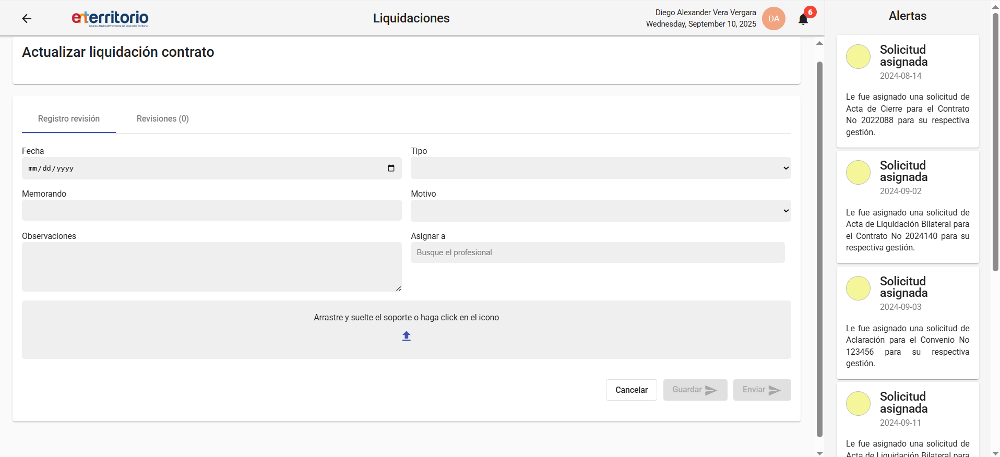 enterritorio
Empresa Nacional Promotora del Desarrollo Territorial
Liquidaciones
Diego Alexander Vera Vergara
Wednesday, September 10, 2025
DA
6
Actualizar liquidación contrato
Registro revisión
Revisiones (0)
Fecha
Tipo
mm/dd/yyyy
Memorando
Motivo
Observaciones
Asignar a
Busque el profesional
Arrastre y suelte el soporte o haga click en el icono
Cancelar
Guardar
Enviar
Alertas
Solicitud
asignada
2024-08-14
Le fue asignado una solicitud de
Acta de Cierre para el Contrato
No 2022088 para su respectiva
gestión.
Solicitud
asignada
2024-09-02
Le fue asignado una solicitud de
Acta de Liquidación Bilateral para
el Contrato No 2024140 para su
respectiva gestión.
Solicitud
asignada
2024-09-03
Le fue asignado una solicitud de
Aclaración para el Convenio No
123456 para su respectiva
gestión.
Solicitud
asignada
2024-09-11
Le fue asignado una solicitud de
Acta de Liquidación Bilateral para